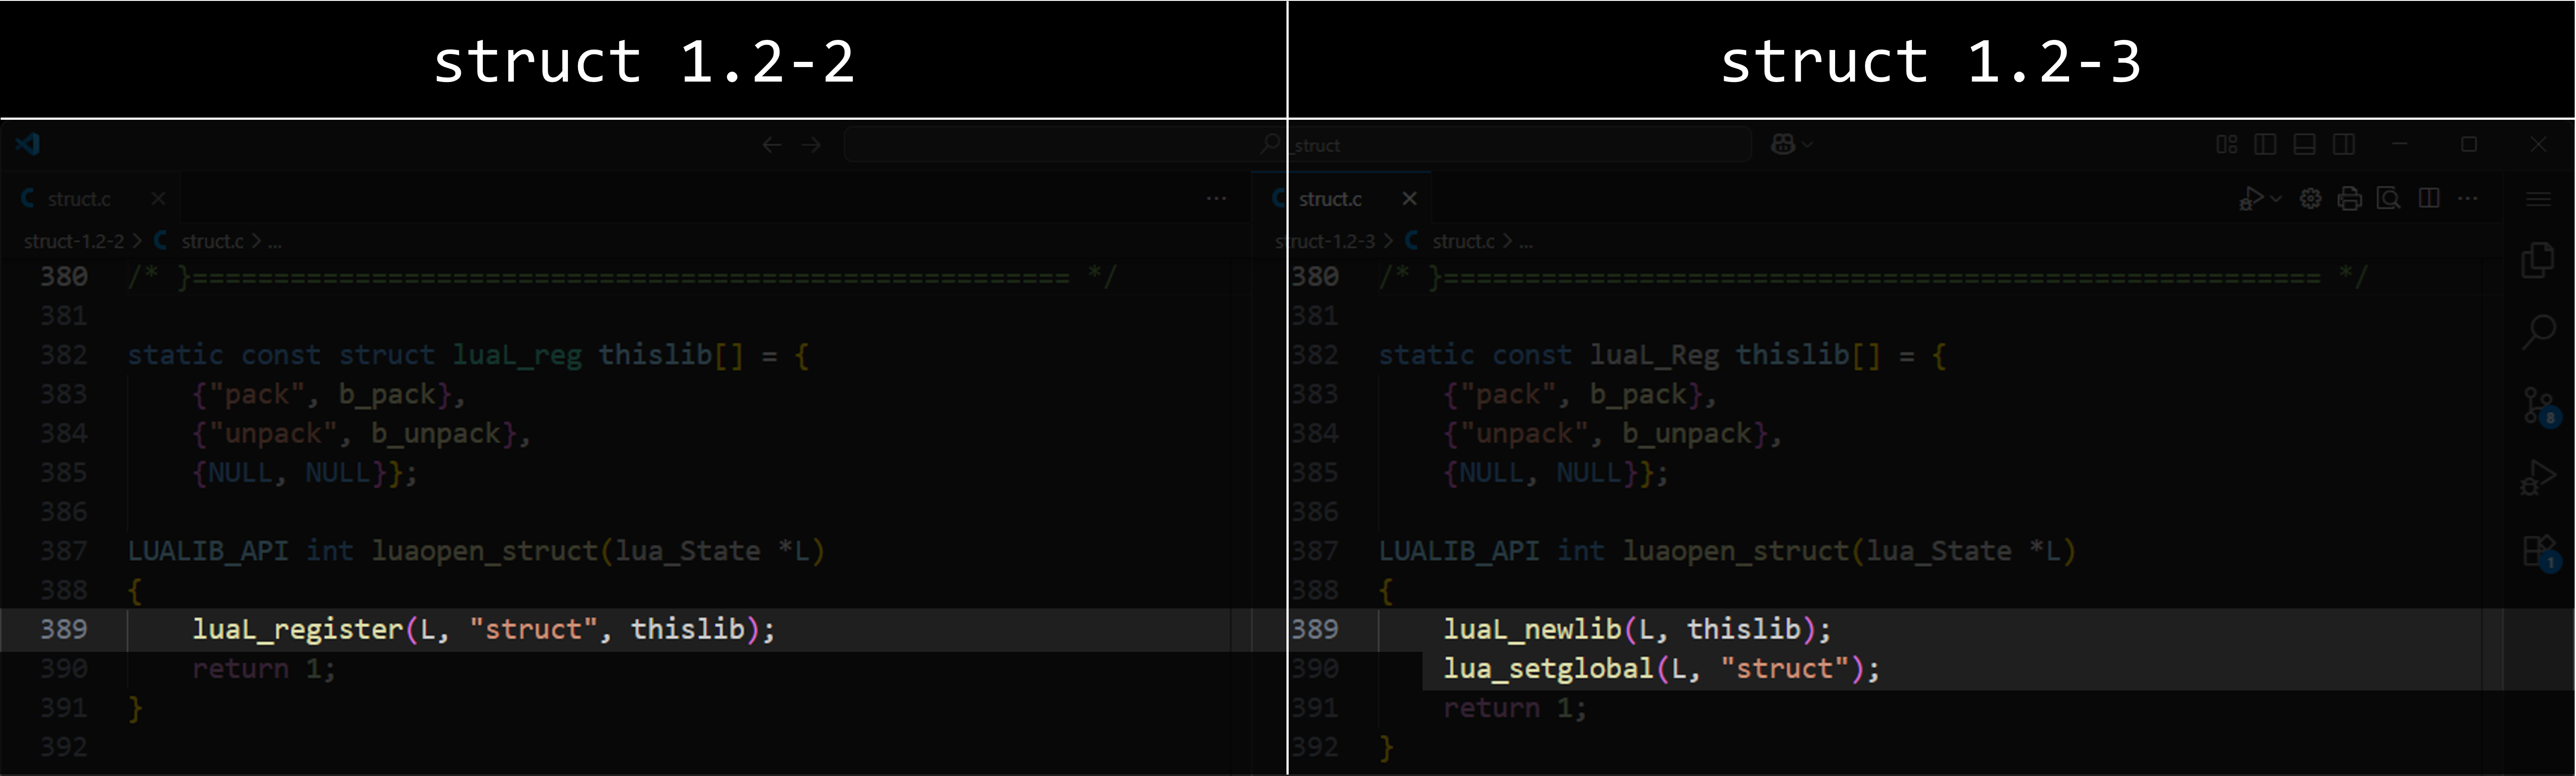 struct 1.2-2
struct 1.2-3
_struct
struct.c
struct.c
struct-1.2-2 > struct.c > ...
struct-1.2-3 > struct.c > ...
380 /* }====================================================== */
381
382 static const struct luaL_reg thislib[] = {
383 {"pack", b_pack},
384 {"unpack", b_unpack},
385 {NULL, NULL}};
386
387 LUALIB_API int luaopen_struct(lua_State *L)
388 {
389 luaL_register(L, "struct", thislib);
390 return 1;
391 }
392
380 /* }====================================================== */
381
382 static const luaL_Reg thislib[] = {
383 {"pack", b_pack},
384 {"unpack", b_unpack},
385 {NULL, NULL}};
386
387 LUALIB_API int luaopen_struct(lua_State *L)
388 {
389 luaL_newlib(L, thislib);
390 lua_setglobal(L, "struct");
391 return 1;
392 }
8
1